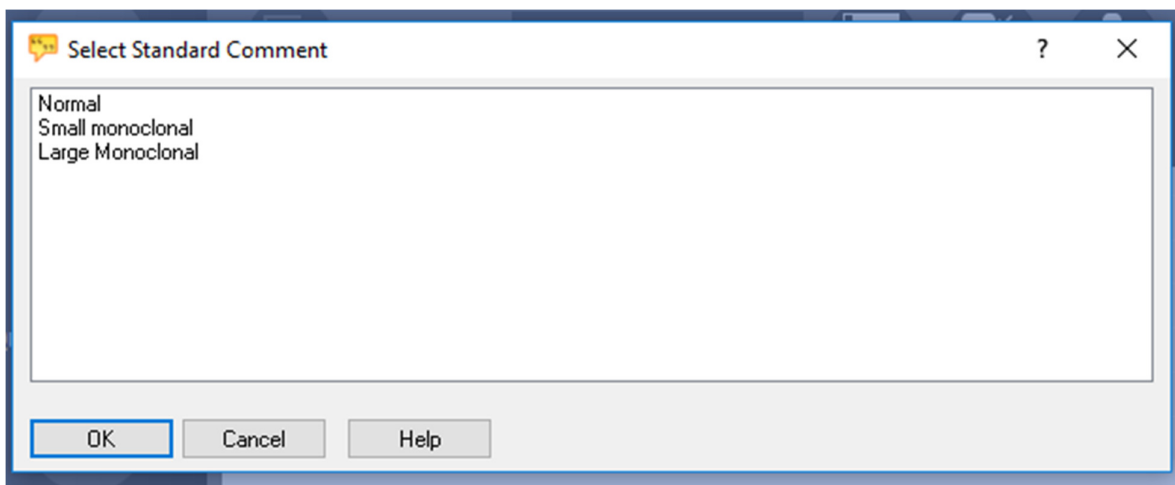 Select Standard Comment ?
Normal
Small monoclonal
Large Monoclonal
OK Cancel Help